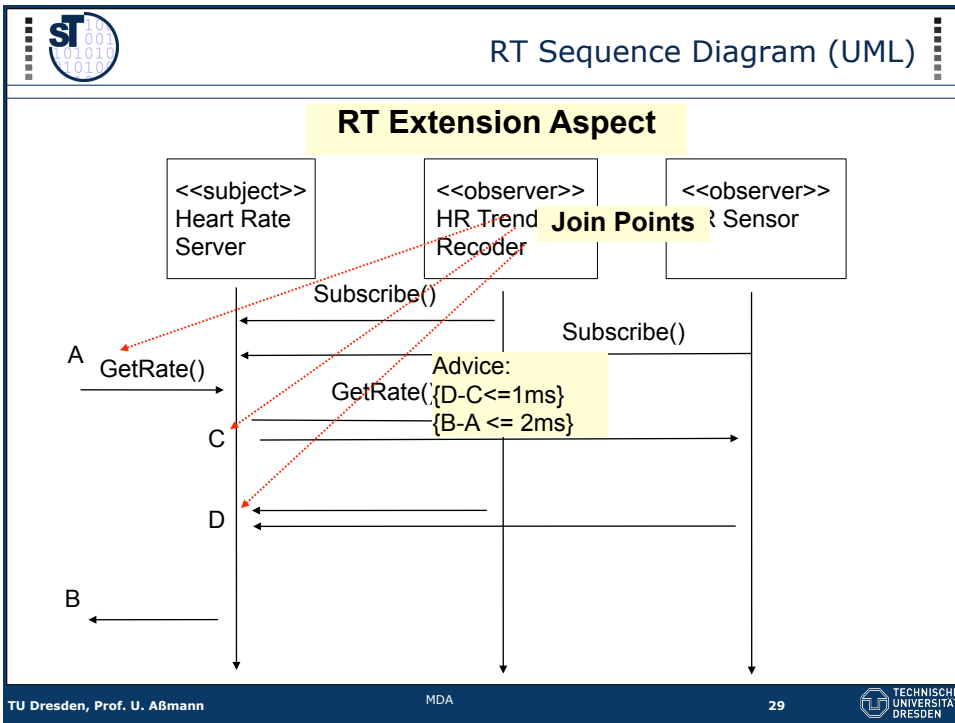 sT
RT Sequence Diagram (UML)
RT Extension Aspect
<<subject>>
Heart Rate
Server
<<observer>>
HR Trend
Recoder
Join Points
<<observer>>
R Sensor
Subscribe()
Subscribe()
A
GetRate()
GetRate()
Advice:
{D-C<=1ms}
{B-A <= 2ms}
C
D
B
TU Dresden, Prof. U. Aßmann
MDA
29
TECHNISCHE
UNIVERSITÄT
DRESDEN